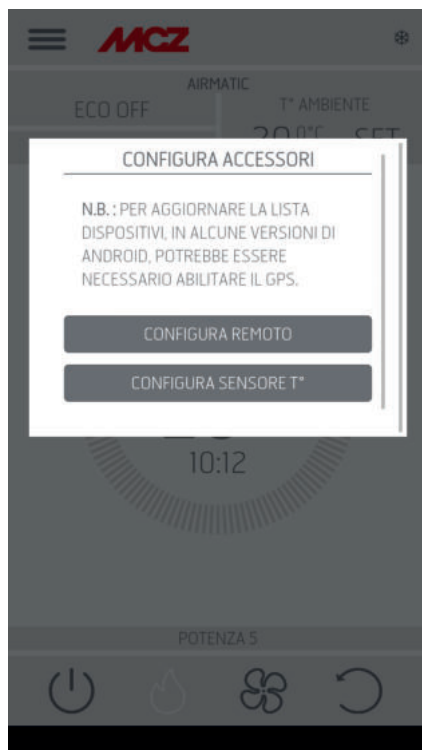 MCZ
AIRMATIC
ECO OFF
T° AMBIENTE
SET
CONFIGURA ACCESSORI
N.B. : PER AGGIORNARE LA LISTA
DISPOSITIVI, IN ALCUNE VERSIONI DI
ANDROID, POTREBBE ESSERE
NECESSARIO ABILITARE IL GPS.
CONFIGURA REMOTO
CONFIGURA SENSORE T°
10:12
POTENZA 5